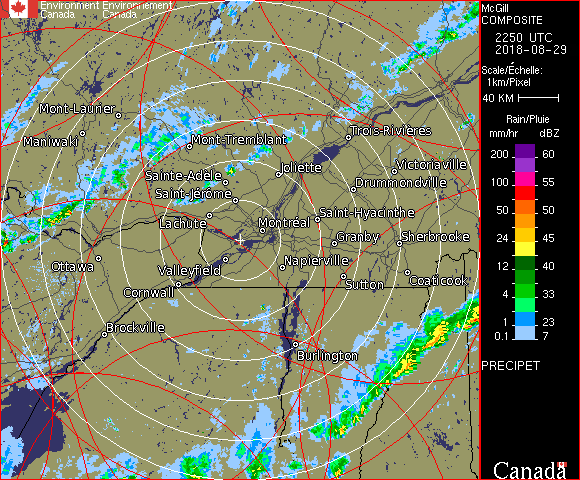 Environment Environnement
Canada Canada
McGill
COMPOSITE
2250 UTC
2018-08-29
Scale/Échelle:
1km/Pixel
40 KM
Rain/Pluie
mm/hr dBZ
200 60
100 55
50 50
24 45
12 40
4 33
1 23
0.1 7
PRECIPET
Canada
Mont-Laurier
Maniwaki
Mont-Tremblant
Trois-Rivières
Joliette
Victoriaville
Sainte-Adèle
Drummondville
Saint-Jérôme
Lachute
Saint-Hyacinthe
Montréal
Granby
Sherbrooke
Ottawa
Valleyfield
Napierville
Cornwall
Sutton
Coaticook
Brockville
Burlington